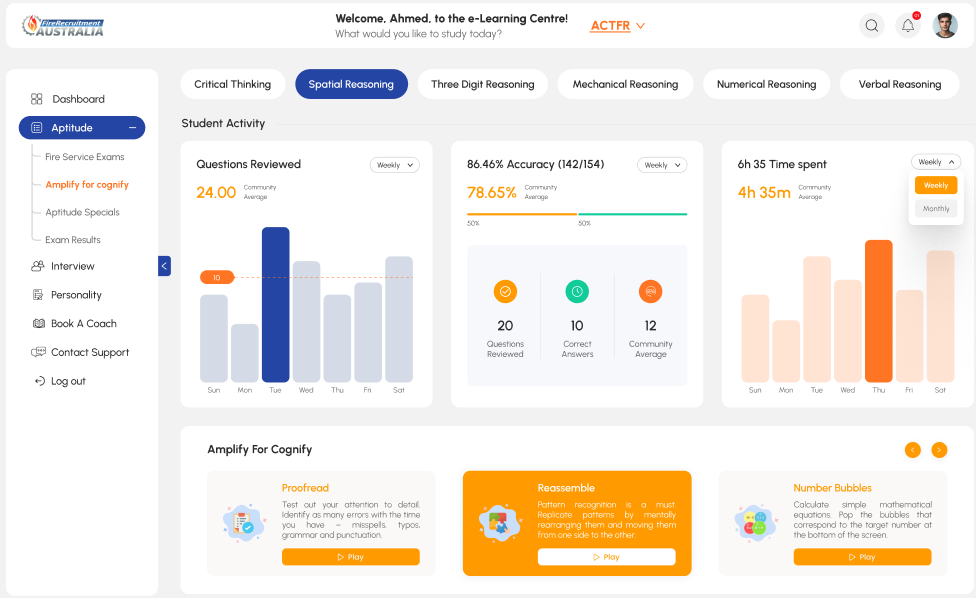 FireRecruitment
AUSTRALIA
Welcome, Ahmed, to the e-Learning Centre!
What would you like to study today?
ACTFR
01
Dashboard
Aptitude
Fire Service Exams
Amplify for cognify
Aptitude Specials
Exam Results
Interview
Personality
Book A Coach
Contact Support
Log out
Critical Thinking
Spatial Reasoning
Three Digit Reasoning
Mechanical Reasoning
Numerical Reasoning
Verbal Reasoning
Student Activity
Questions Reviewed
Weekly
24.00
Community
Average
10
Sun Mon Tue Wed Thu Fri Sat
86.46% Accuracy (142/154)
Weekly
78.65%
Community
Average
50%
50%
20
Questions
Reviewed
10
Correct
Answers
12
Community
Average
6h 35 Time spent
Weekly
4h 35m
Community
Average
Weekly
Monthly
Sun Mon Tue Wed Thu Fri Sat
Amplify For Cognify
Proofread
Test out your attention to detail.
Identify as many errors with the time
you have – misspells, typos,
grammar and punctuation.
Play
Reassemble
Pattern recognition is a must.
Replicate patterns by mentolly
rearranging them and moving them
from one side to the other.
Play
Number Bubbles
Calculate simple mathematical
equations. Pop the bubbles that
correspond to the target number at
the bottom of the screen.
Play